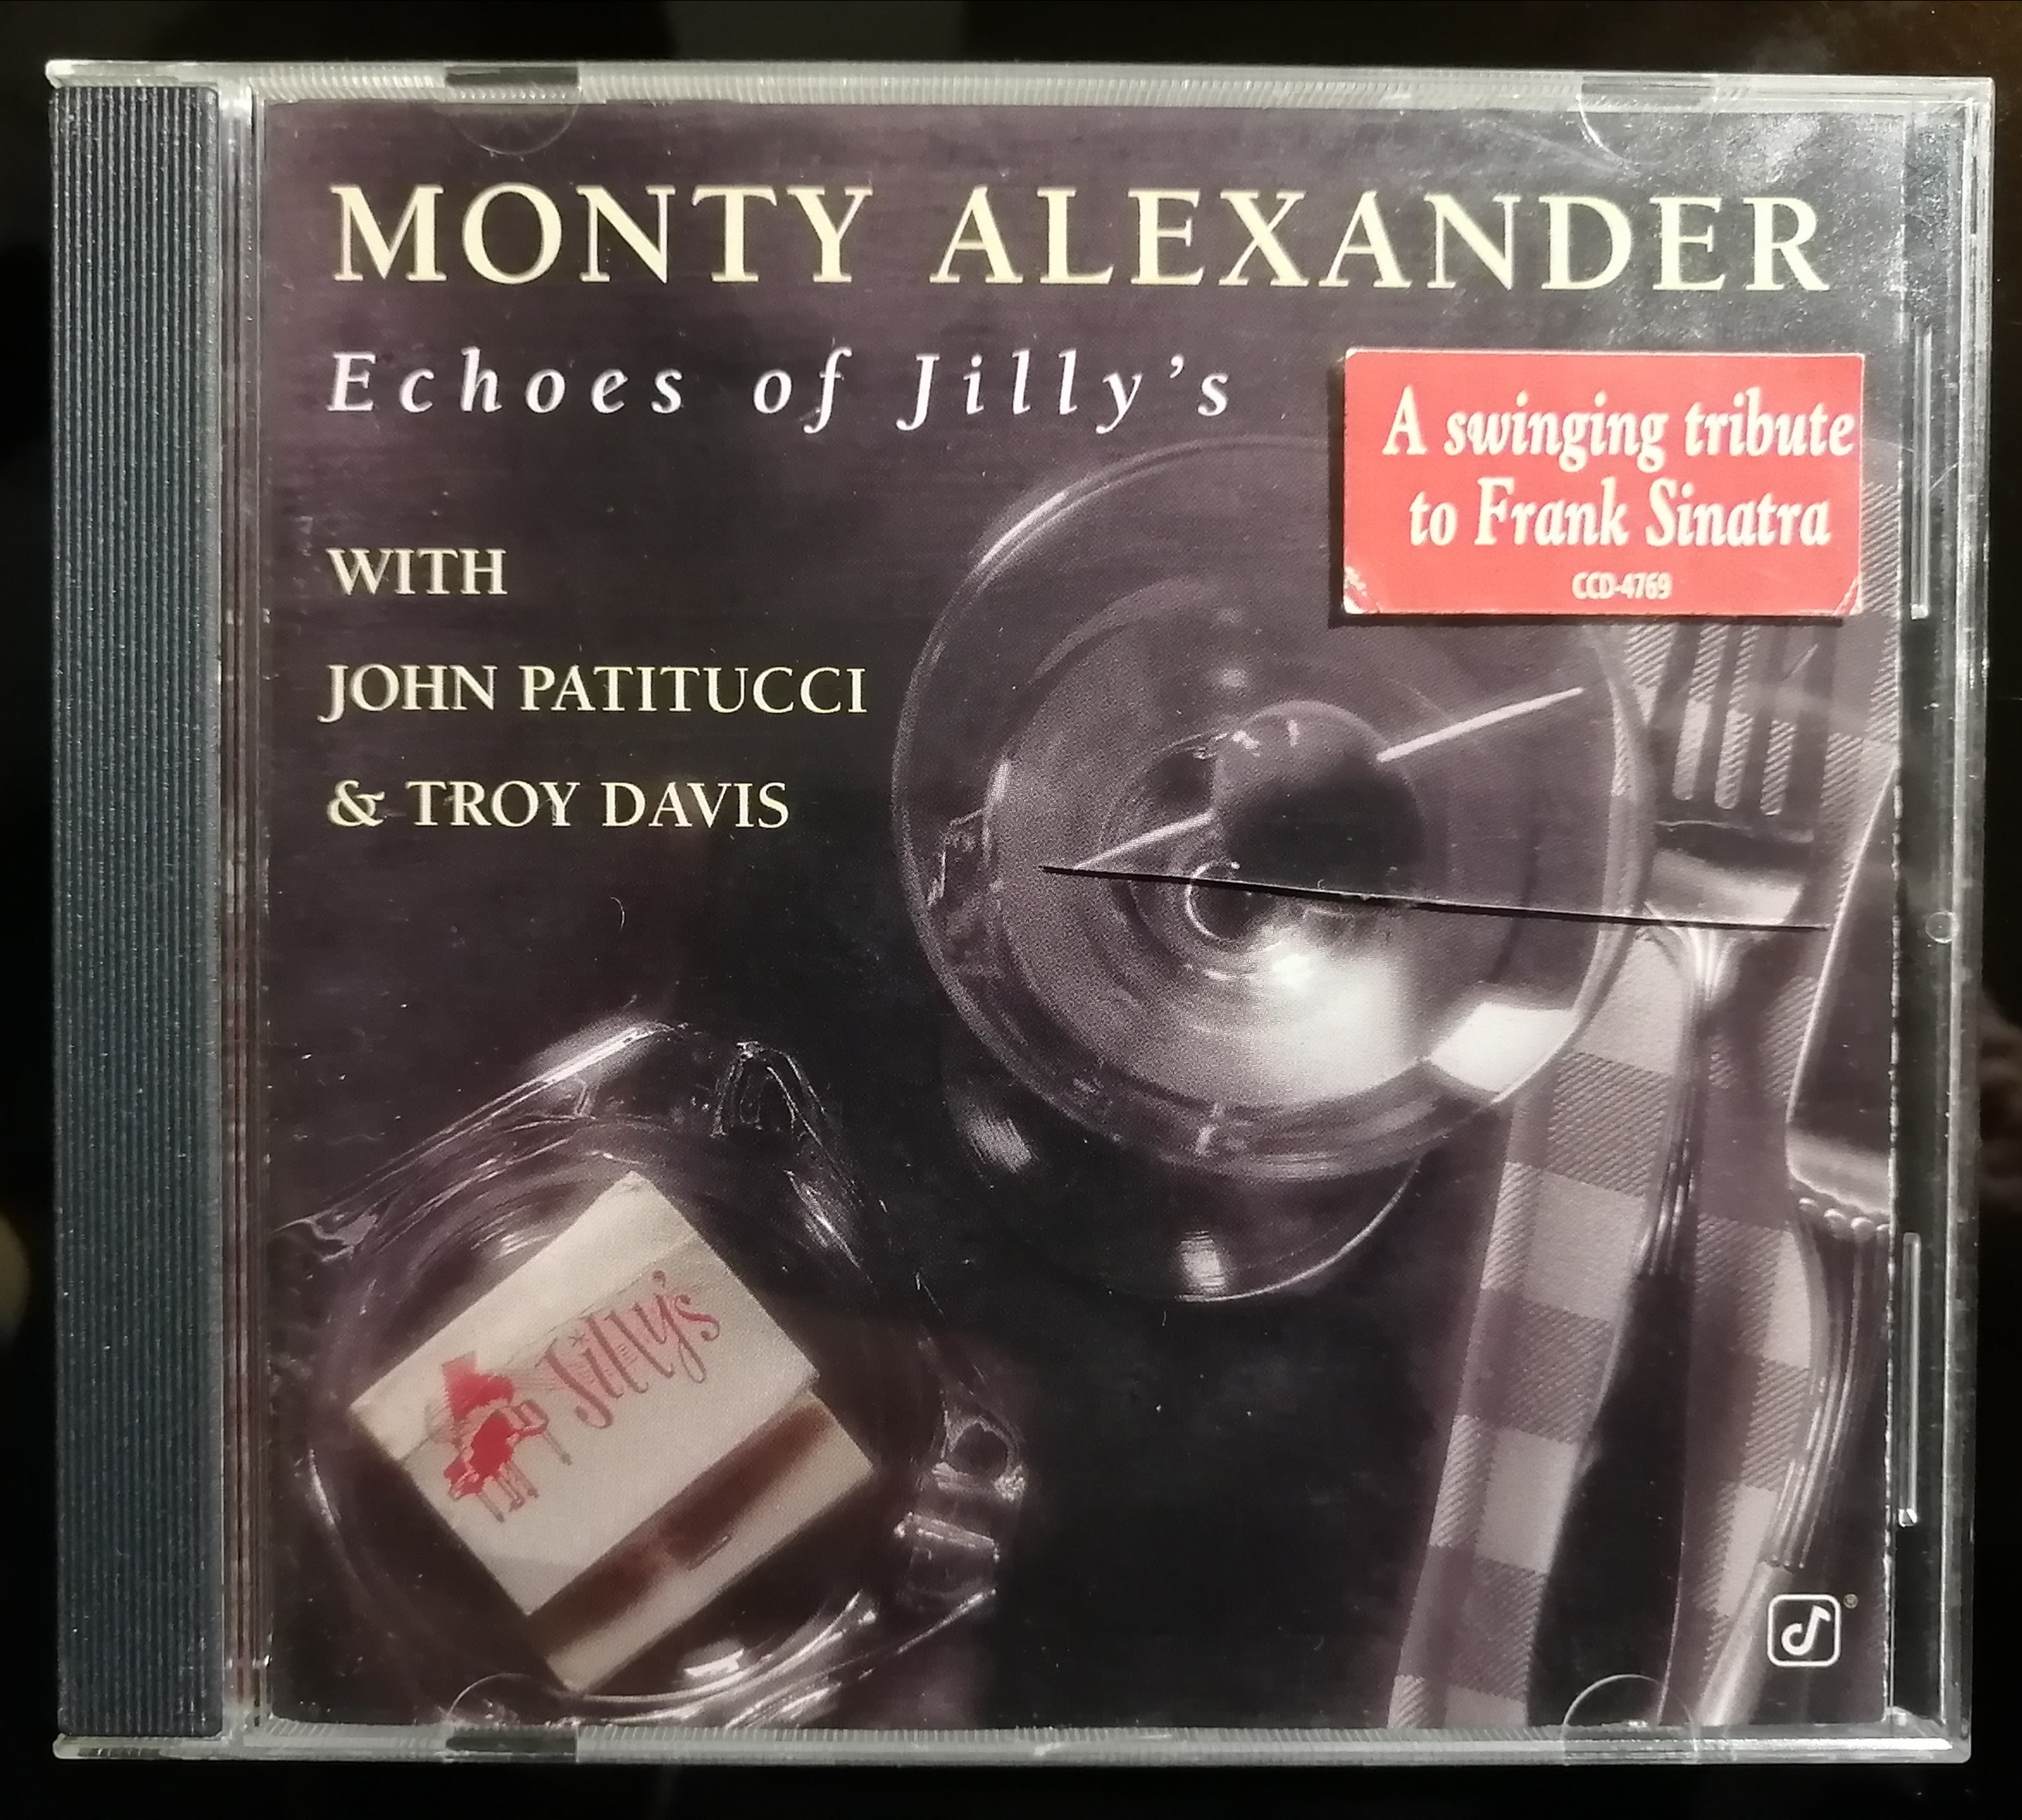 MONTY ALEXANDER
Echoes of Jilly's
A swinging tribute
to Frank Sinatra
CCD-4769
WITH
JOHN PATITUCCI
& TROY DAVIS
Jilly's
®